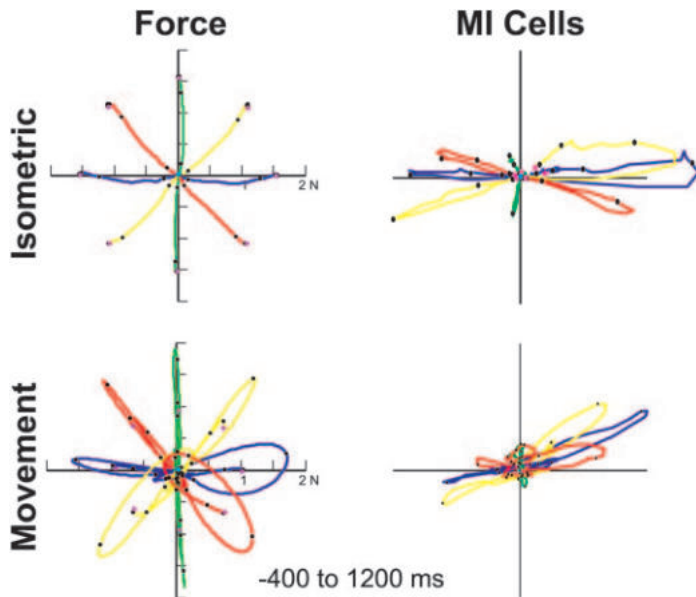 Force
MI Cells
Isometric
2 N
Movement
1
2 N
-400 to 1200 ms